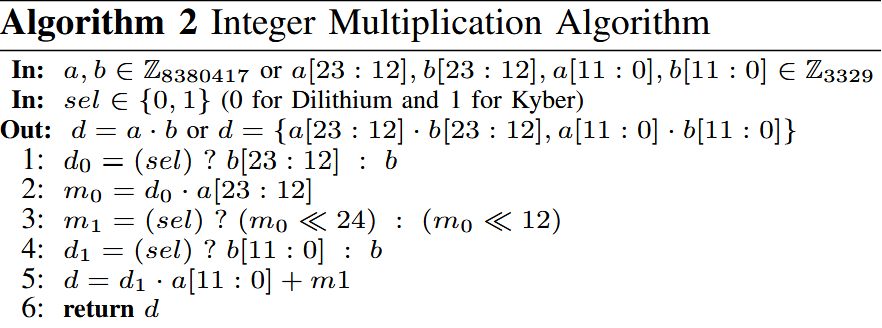 Algorithm 2 Integer Multiplication Algorithm
In: a, b ∈ ℤ₈₃₈₀₄₁₇ or a[23 : 12], b[23 : 12], a[11 : 0], b[11 : 0] ∈ ℤ₃₃₂₉
In: sel ∈ {0, 1} (0 for Dilithium and 1 for Kyber)
Out: d = a · b or d = {a[23 : 12] · b[23 : 12], a[11 : 0] · b[11 : 0]}
1: d₀ = (sel) ? b[23 : 12] : b
2: m₀ = d₀ · a[23 : 12]
3: m₁ = (sel) ? (m₀ ≪ 24) : (m₀ ≪ 12)
4: d₁ = (sel) ? b[11 : 0] : b
5: d = d₁ · a[11 : 0] + m1
6: return d